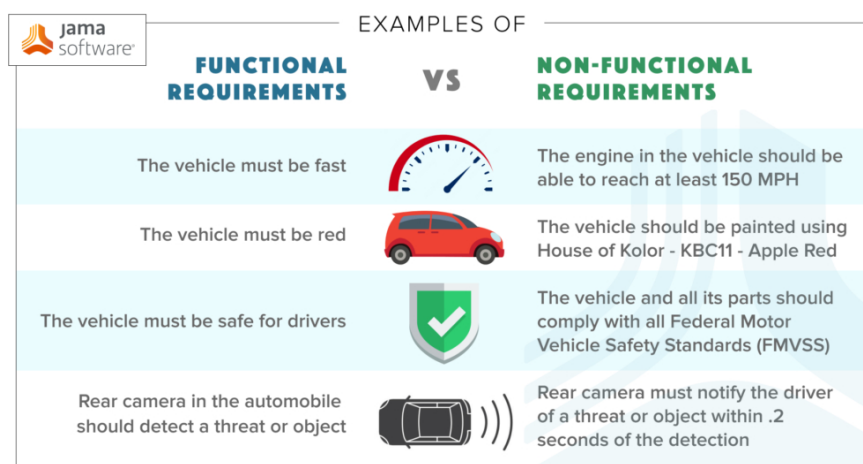 jama
software®
EXAMPLES OF
FUNCTIONAL
REQUIREMENTS
VS
NON-FUNCTIONAL
REQUIREMENTS
The vehicle must be fast
The engine in the vehicle should be
able to reach at least 150 MPH
The vehicle must be red
The vehicle should be painted using
House of Kolor - KBC11 - Apple Red
The vehicle must be safe for drivers
The vehicle and all its parts should
comply with all Federal Motor
Vehicle Safety Standards (FMVSS)
Rear camera in the automobile
should detect a threat or object
Rear camera must notify the driver
of a threat or object within .2
seconds of the detection